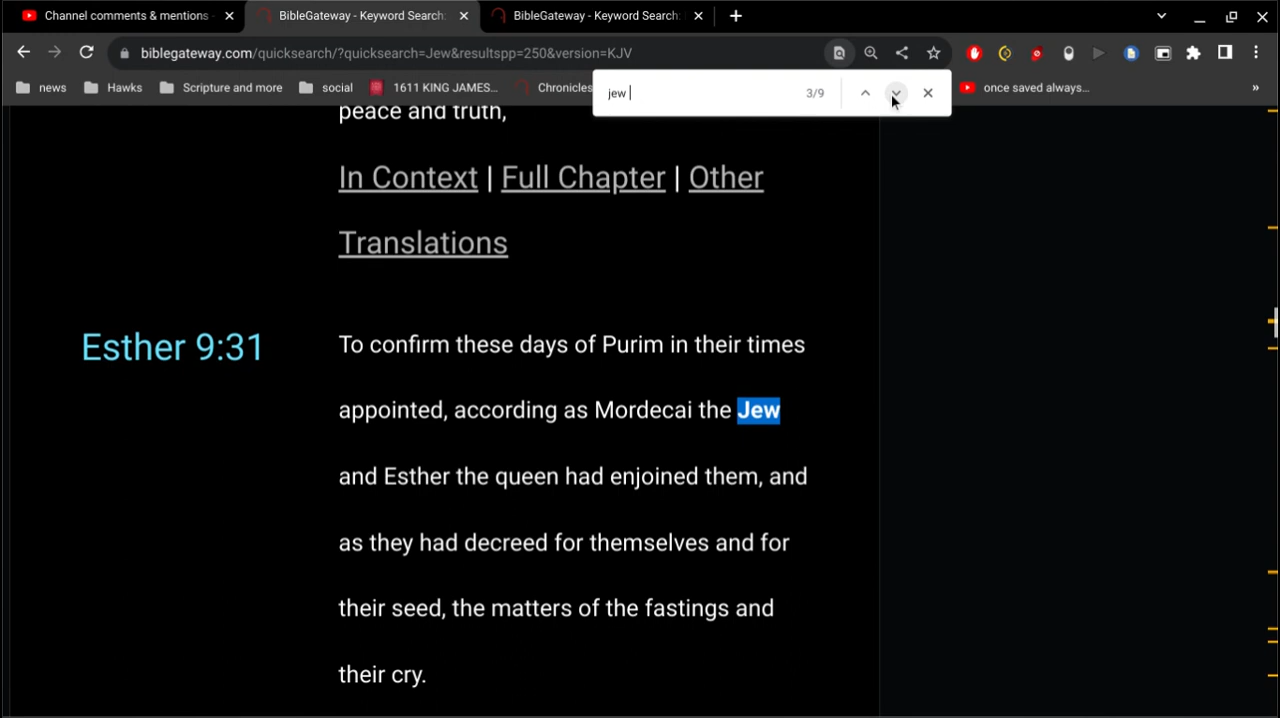 Channel comments & mentions
BibleGateway - Keyword Search:
BibleGateway - Keyword Search:
biblegateway.com/quicksearch/?quicksearch=Jew&resultspp=250&version=KJV
news
Hawks
Scripture and more
social
1611 KING JAMES...
Chronicles
once saved always...
»
jew
3/9
peace and truth,
In Context | Full Chapter | Other
Translations
Esther 9:31
To confirm these days of Purim in their times
appointed, according as Mordecai the Jew
and Esther the queen had enjoined them, and
as they had decreed for themselves and for
their seed, the matters of the fastings and
their cry.